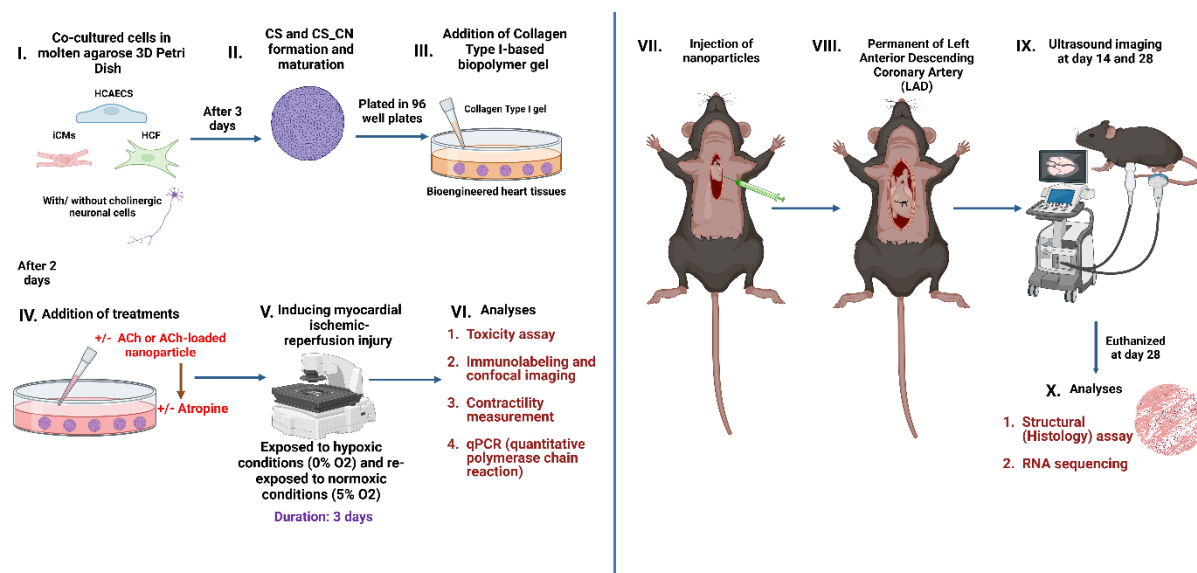 I. Co-cultured cells in
molten agarose 3D Petri
Dish
HCAECS
iCMs
HCF
With/ without cholinergic
neuronal cells
After 3
days
II. CS and CS_CN
formation and
maturation
Plated in 96
well plates
III. Addition of Collagen
Type I-based
biopolymer gel
Collagen Type I gel
Bioengineered heart tissues
After 2
days
IV. Addition of treatments
+/- ACh or ACh-loaded
nanoparticle
+/- Atropine
V. Inducing myocardial
ischemic-
reperfusion injury
Exposed to hypoxic
conditions (0% O2) and re-
exposed to normoxic
conditions (5% O2)
Duration: 3 days
VI. Analyses
1. Toxicity assay
2. Immunolabeling and
confocal imaging
3. Contractility
measurement
4. qPCR (quantitative
polymerase chain
reaction)
VII. Injection of
nanoparticles
VIII. Permanent of Left
Anterior Descending
Coronary Artery
(LAD)
IX. Ultrasound imaging
at day 14 and 28
Euthanized
at day 28
X. Analyses
1. Structural
(Histology) assay
2. RNA sequencing